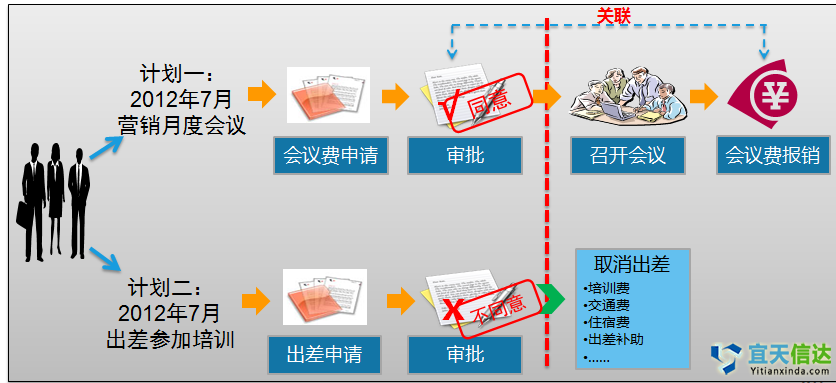 关联
计划一：
2012年7月
营销月度会议
同意
会议费申请
审批
召开会议
会议费报销
计划二：
2012年7月
出差参加培训
不同意
出差申请
审批
取消出差
•培训费
•交通费
•住宿费
•出差补助
•......
宜天信达
Yitianxinda.com